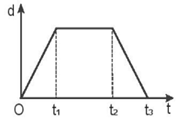 d
O t₁ t₂ t₃ t